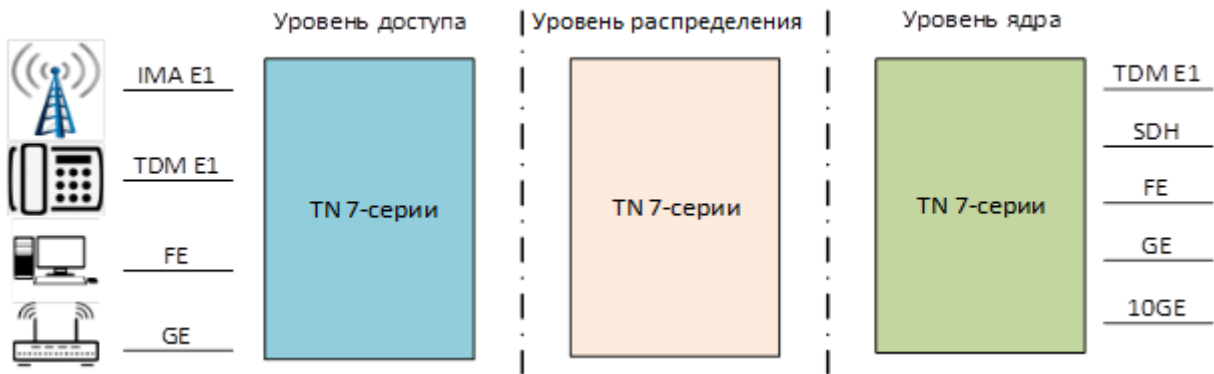 Уровень доступа
Уровень распределения
Уровень ядра
IMA E1
TDM E1
FE
GE
TN 7-серии
TN 7-серии
TN 7-серии
TDM E1
SDH
FE
GE
10GE